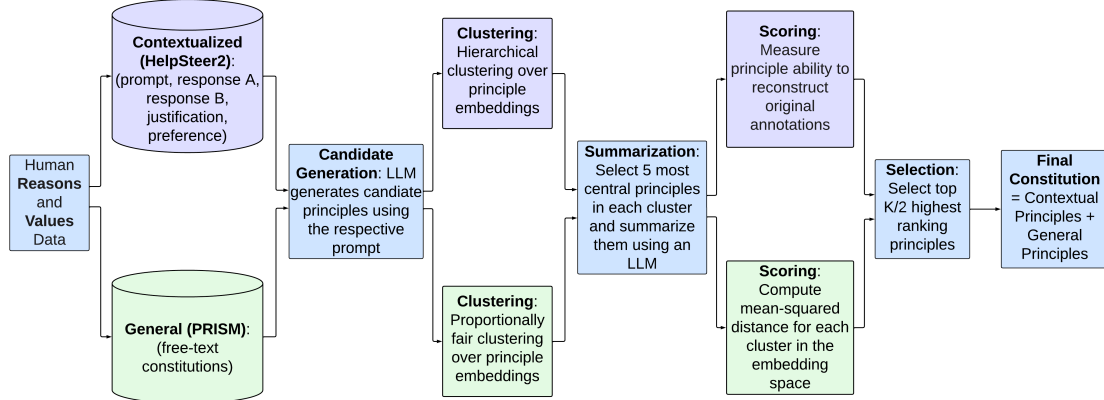 Human
Reasons
and
Values
Data
Contextualized
(HelpSteer2):
(prompt, response A,
response B,
justification,
preference)
General (PRISM):
(free-text
constitutions)
Candidate
Generation: LLM
generates candiate
principles using
the respective
prompt
Clustering:
Hierarchical
clustering over
principle
embeddings
Clustering:
Proportionally
fair clustering
over principle
embeddings
Summarization:
Select 5 most
central principles
in each cluster
and summarize
them using an
LLM
Scoring:
Measure
principle ability to
reconstruct
original
annotations
Scoring:
Compute
mean-squared
distance for each
cluster in the
embedding
space
Selection:
Select top
K/2 highest
ranking
principles
Final
Constitution
= Contextual
Principles +
General
Principles